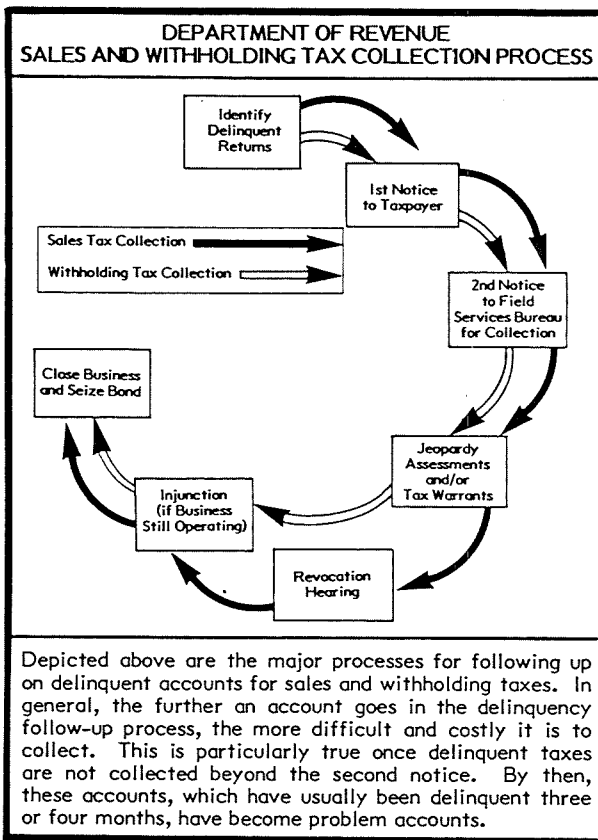 DEPARTMENT OF REVENUE
SALES AND WITHHOLDING TAX COLLECTION PROCESS
Identify
Delinquent
Returns
1st Notice
to Taxpayer
Sales Tax Collection
Withholding Tax Collection
2nd Notice
to Field
Services Bureau
for Collection
Close Business
and Seize Bond
Jeopardy
Assessments
and/or
Tax Warrants
Injunction
(if Business
Still Operating)
Revocation
Hearing
Depicted above are the major processes for following up
on delinquent accounts for sales and withholding taxes. In
general, the further an account goes in the delinquency
follow-up process, the more difficult and costly it is to
collect. This is particularly true once delinquent taxes
are not collected beyond the second notice. By then,
these accounts, which have usually been delinquent three
or four months, have become problem accounts.